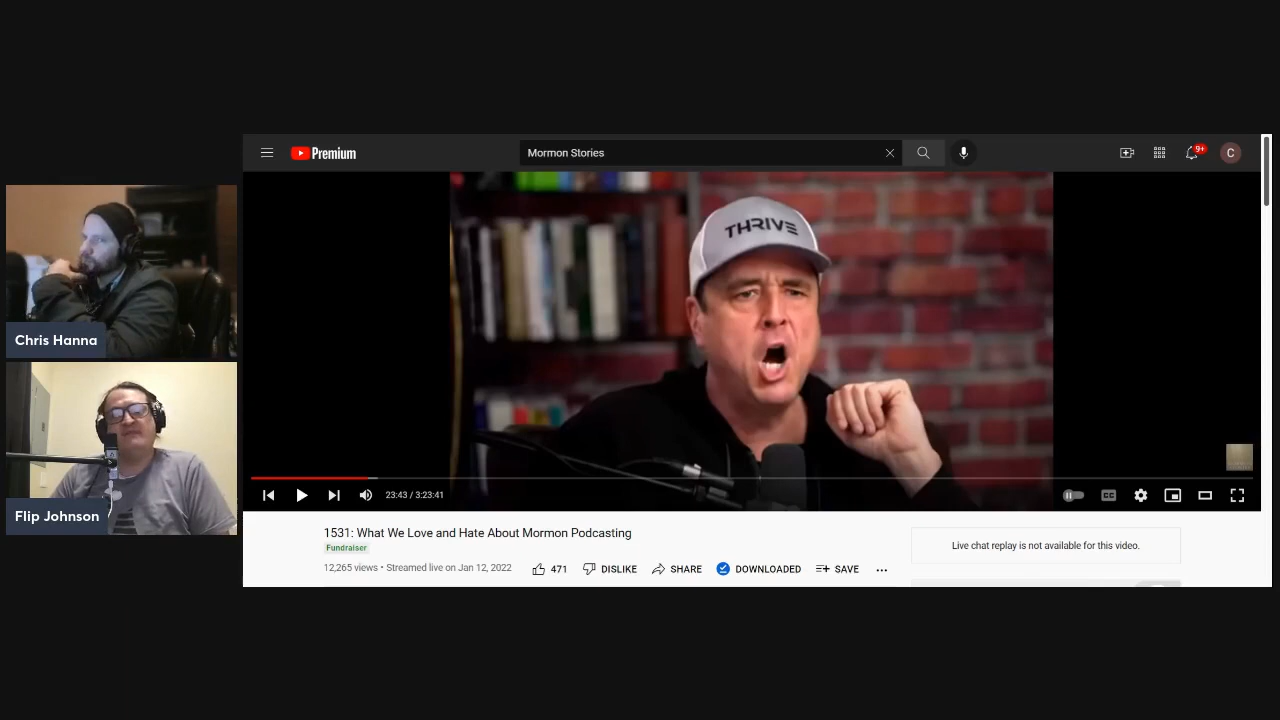 Premium
Mormon Stories
9+
C
THRIVE
23:43 / 3:23:41
Chris Hanna
Flip Johnson
1531: What We Love and Hate About Mormon Podcasting
Fundraiser
12,265 views • Streamed live on Jan 12, 2022
471
DISLIKE
SHARE
DOWNLOADED
SAVE
Live chat replay is not available for this video.